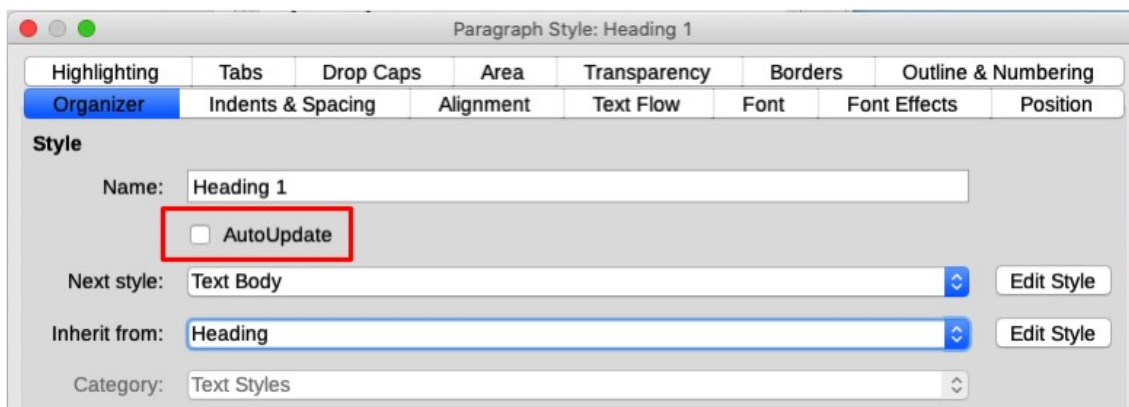 Paragraph Style: Heading 1
Highlighting Tabs Drop Caps Area Transparency Borders Outline & Numbering
Organizer Indents & Spacing Alignment Text Flow Font Font Effects Position
Style
Name: Heading 1
AutoUpdate
Next style: Text Body Edit Style
Inherit from: Heading Edit Style
Category: Text Styles